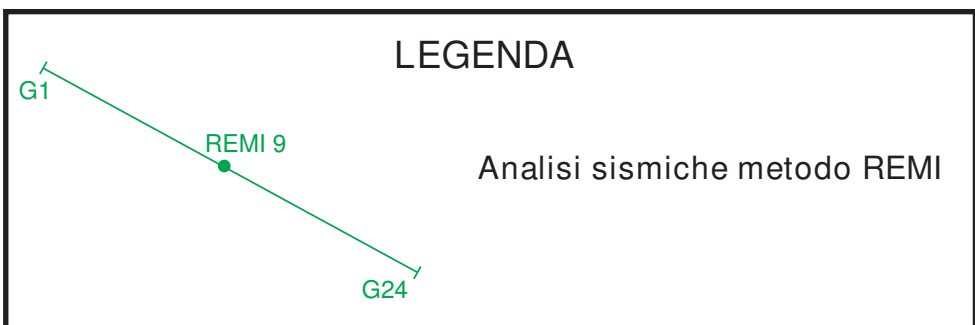 LEGENDA
G1
REMI 9
Analisi sismiche metodo REMI
G24